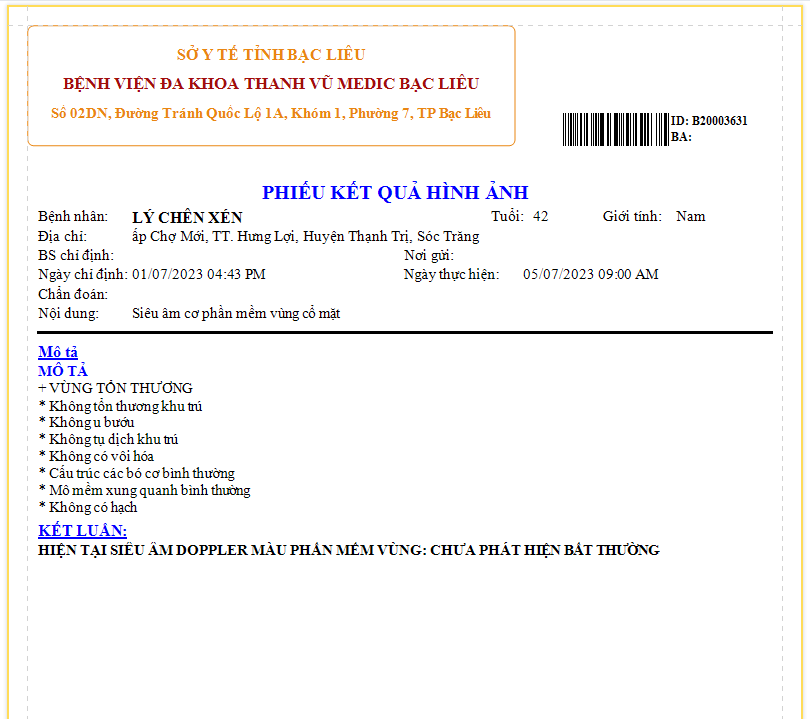 SỞ Y TẾ TỈNH BẠC LIÊU
BỆNH VIỆN ĐA KHOA THANH VŨ MEDIC BẠC LIÊU
Số 02DN, Đường Tránh Quốc Lộ 1A, Khóm 1, Phường 7, TP Bạc Liêu
ID: B20003631
BA:
PHIẾU KẾT QUẢ HÌNH ẢNH
Bệnh nhân: LÝ CHÊN XÉN Tuổi: 42 Giới tính: Nam
Địa chỉ: ấp Chợ Mới, TT. Hưng Lợi, Huyện Thạnh Trị, Sóc Trăng
BS chỉ định: Nơi gửi:
Ngày chỉ định: 01/07/2023 04:43 PM Ngày thực hiện: 05/07/2023 09:00 AM
Chẩn đoán:
Nội dung: Siêu âm cơ phần mềm vùng cổ mặt
Mô tả
MÔ TẢ
+ VÙNG TỔN THƯƠNG
* Không tổn thương khu trú
* Không u bướu
* Không tụ dịch khu trú
* Không có vôi hóa
* Cấu trúc các bó cơ bình thường
* Mô mềm xung quanh bình thường
* Không có hạch
KẾT LUẬN:
HIỆN TẠI SIÊU ÂM DOPPLER MÀU PHẦN MỀM VÙNG: CHƯA PHÁT HIỆN BẤT THƯỜNG